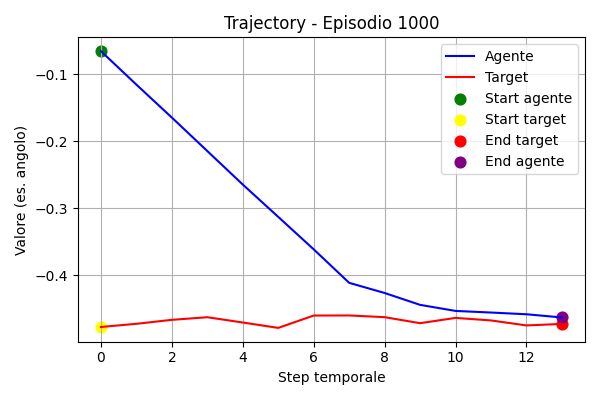 Trajectory - Episodio 1000
Agente
Target
Start agente
Start target
End target
End agente
Valore (es. angolo)
−0.1
−0.2
−0.3
−0.4
0 2 4 6 8 10 12
Step temporale